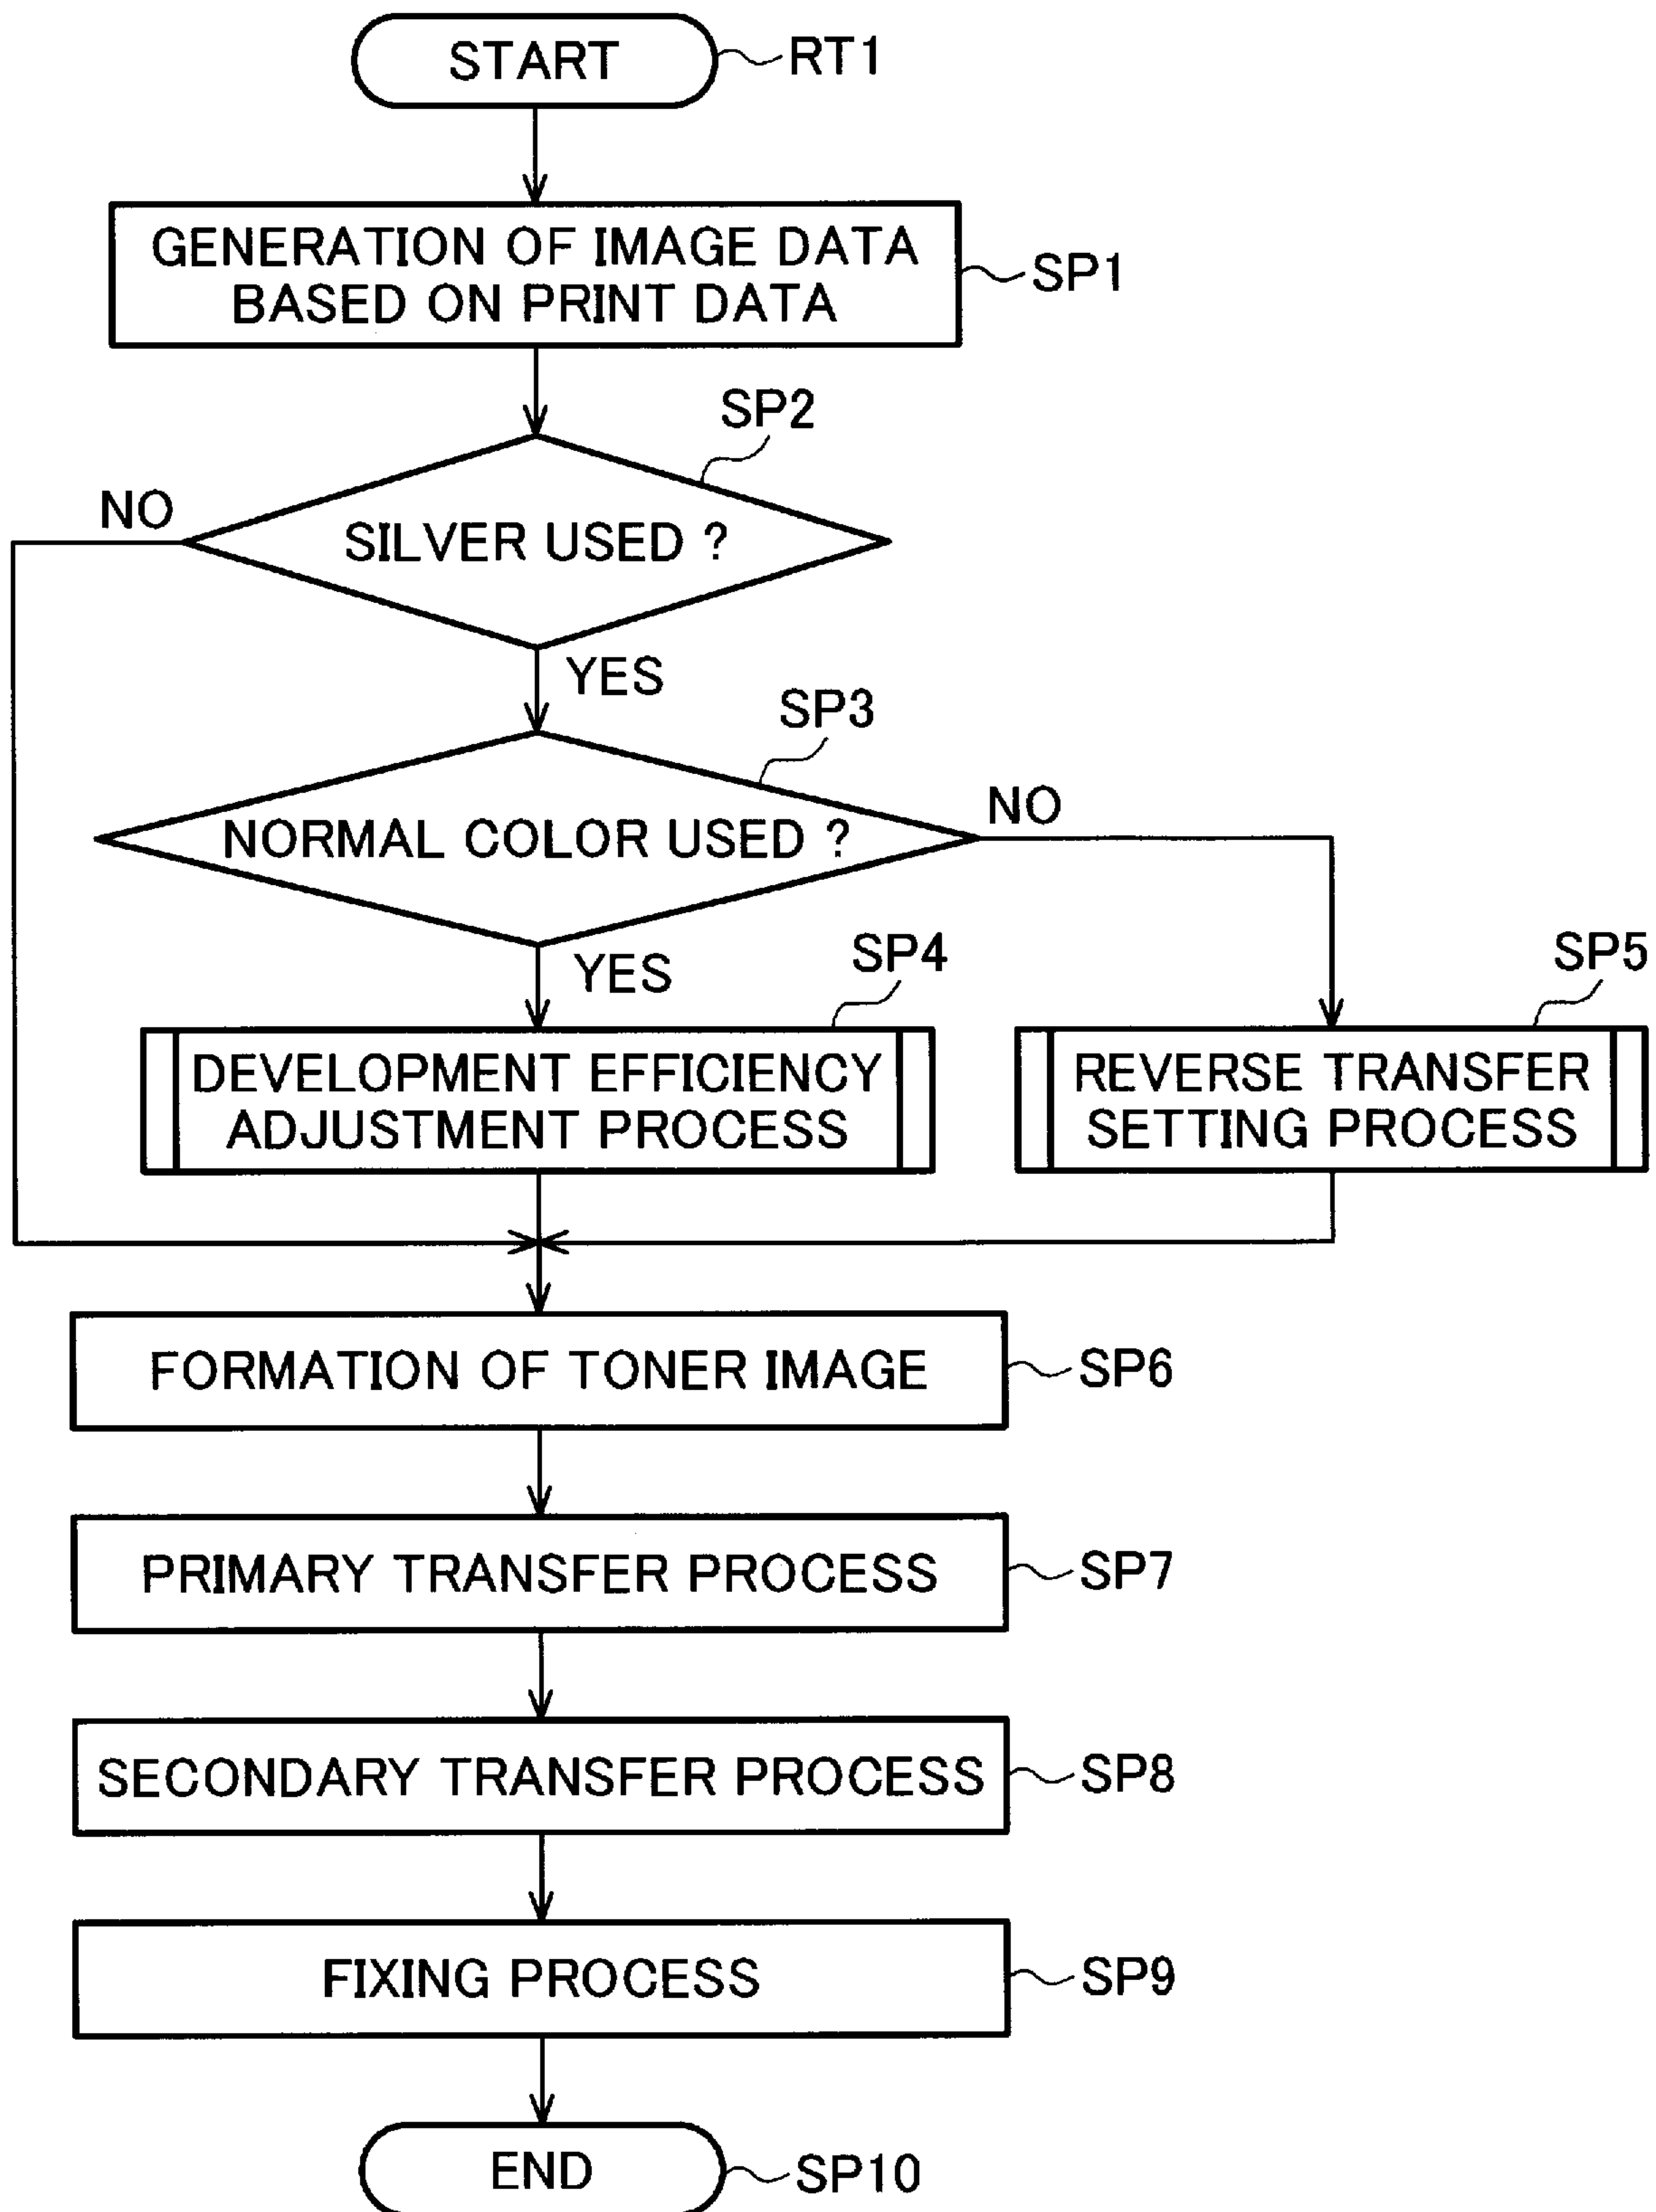 START
RT1
GENERATION OF IMAGE DATA
BASED ON PRINT DATA
SP1
SP2
NO
SILVER USED ?
YES
SP3
NORMAL COLOR USED ?
NO
YES
SP4
SP5
DEVELOPMENT EFFICIENCY
ADJUSTMENT PROCESS
REVERSE TRANSFER
SETTING PROCESS
FORMATION OF TONER IMAGE
SP6
PRIMARY TRANSFER PROCESS
SP7
SECONDARY TRANSFER PROCESS
SP8
FIXING PROCESS
SP9
END
SP10